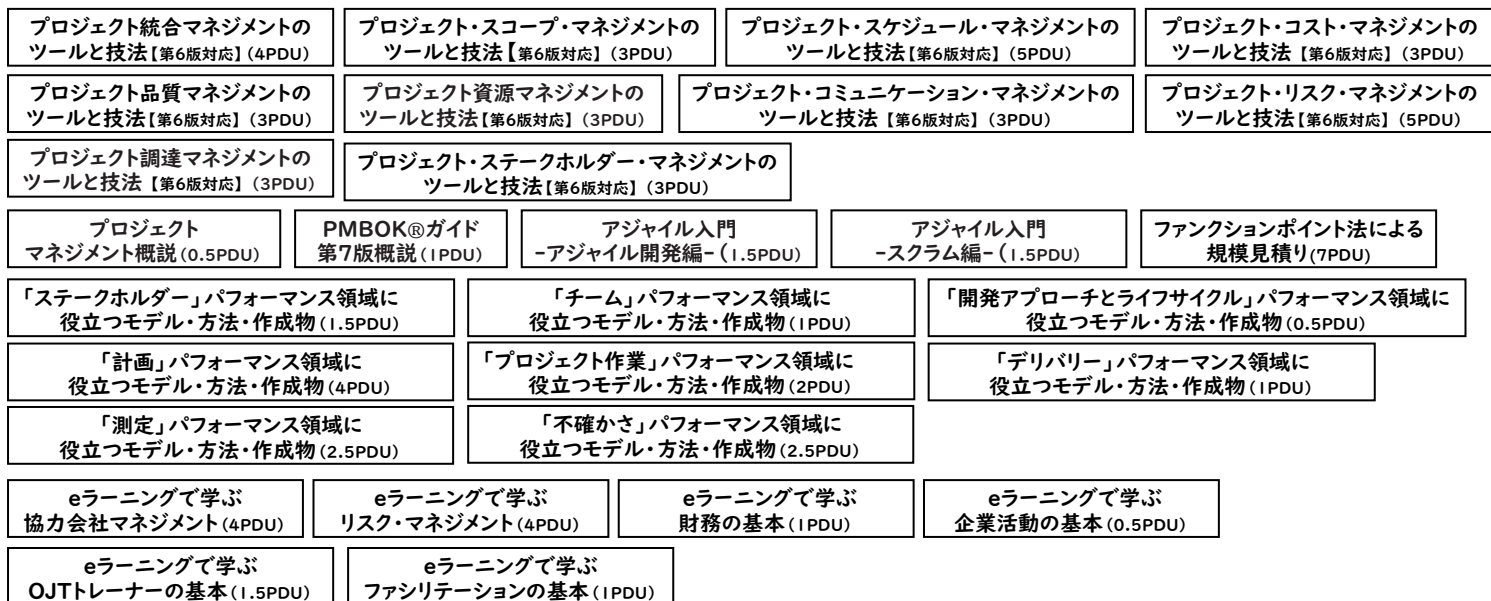 プロジェクト統合マネジメントの
ツールと技法【第6版対応】(4PDU)
プロジェクト・スコープ・マネジメントの
ツールと技法【第6版対応】(3PDU)
プロジェクト・スケジュール・マネジメントの
ツールと技法【第6版対応】(5PDU)
プロジェクト・コスト・マネジメントの
ツールと技法【第6版対応】(3PDU)
プロジェクト品質マネジメントの
ツールと技法【第6版対応】(3PDU)
プロジェクト資源マネジメントの
ツールと技法【第6版対応】(3PDU)
プロジェクト・コミュニケーション・マネジメントの
ツールと技法【第6版対応】(3PDU)
プロジェクト・リスク・マネジメントの
ツールと技法【第6版対応】(5PDU)
プロジェクト調達マネジメントの
ツールと技法【第6版対応】(3PDU)
プロジェクト・ステークホルダー・マネジメントの
ツールと技法【第6版対応】(3PDU)
プロジェクト
マネジメント概説(0.5PDU)
PMBOK®ガイド
第7版概説(1PDU)
アジャイル入門
-アジャイル開発編-(1.5PDU)
アジャイル入門
-スクラム編-(1.5PDU)
ファンクションポイント法による
規模見積り(7PDU)
「ステークホルダー」パフォーマンス領域に
役立つモデル・方法・作成物(1.5PDU)
「チーム」パフォーマンス領域に
役立つモデル・方法・作成物(1PDU)
「開発アプローチとライフサイクル」パフォーマンス領域に
役立つモデル・方法・作成物(0.5PDU)
「計画」パフォーマンス領域に
役立つモデル・方法・作成物(4PDU)
「プロジェクト作業」パフォーマンス領域に
役立つモデル・方法・作成物(2PDU)
「デリバリー」パフォーマンス領域に
役立つモデル・方法・作成物(1PDU)
「測定」パフォーマンス領域に
役立つモデル・方法・作成物(2.5PDU)
「不確かさ」パフォーマンス領域に
役立つモデル・方法・作成物(2.5PDU)
eラーニングで学ぶ
協力会社マネジメント(4PDU)
eラーニングで学ぶ
リスク・マネジメント(4PDU)
eラーニングで学ぶ
財務の基本(1PDU)
eラーニングで学ぶ
企業活動の基本(0.5PDU)
eラーニングで学ぶ
OJTトレーナーの基本(1.5PDU)
eラーニングで学ぶ
ファシリテーションの基本(1PDU)